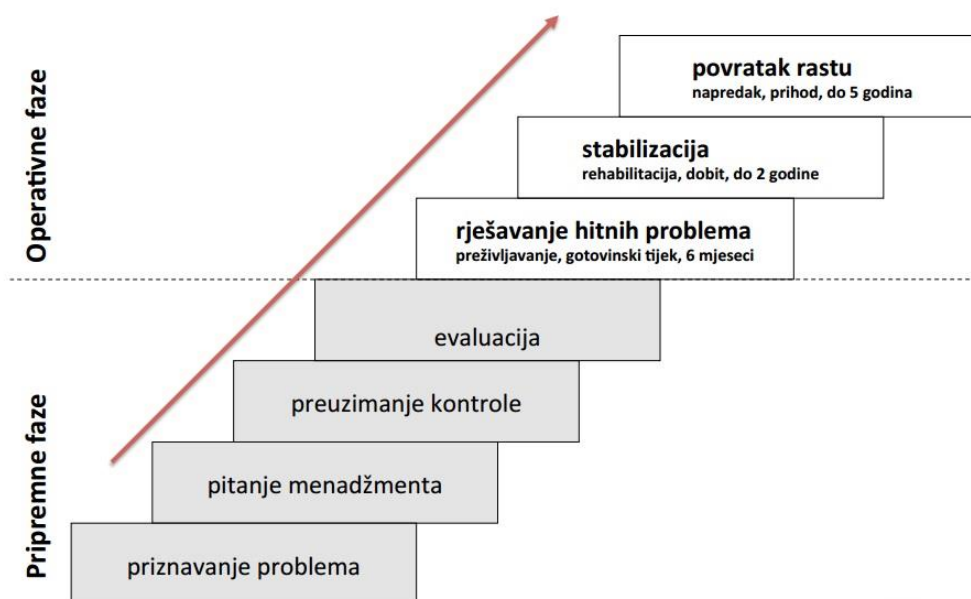 Operativne faze
povratak rastu
napredak, prihod, do 5 godina
stabilizacija
rehabilitacija, dobit, do 2 godine
rješavanje hitnih problema
preživljavanje, gotovinski tijek, 6 mjeseci
Pripremne faze
evaluacija
preuzimanje kontrole
pitanje menadžmenta
priznavanje problema